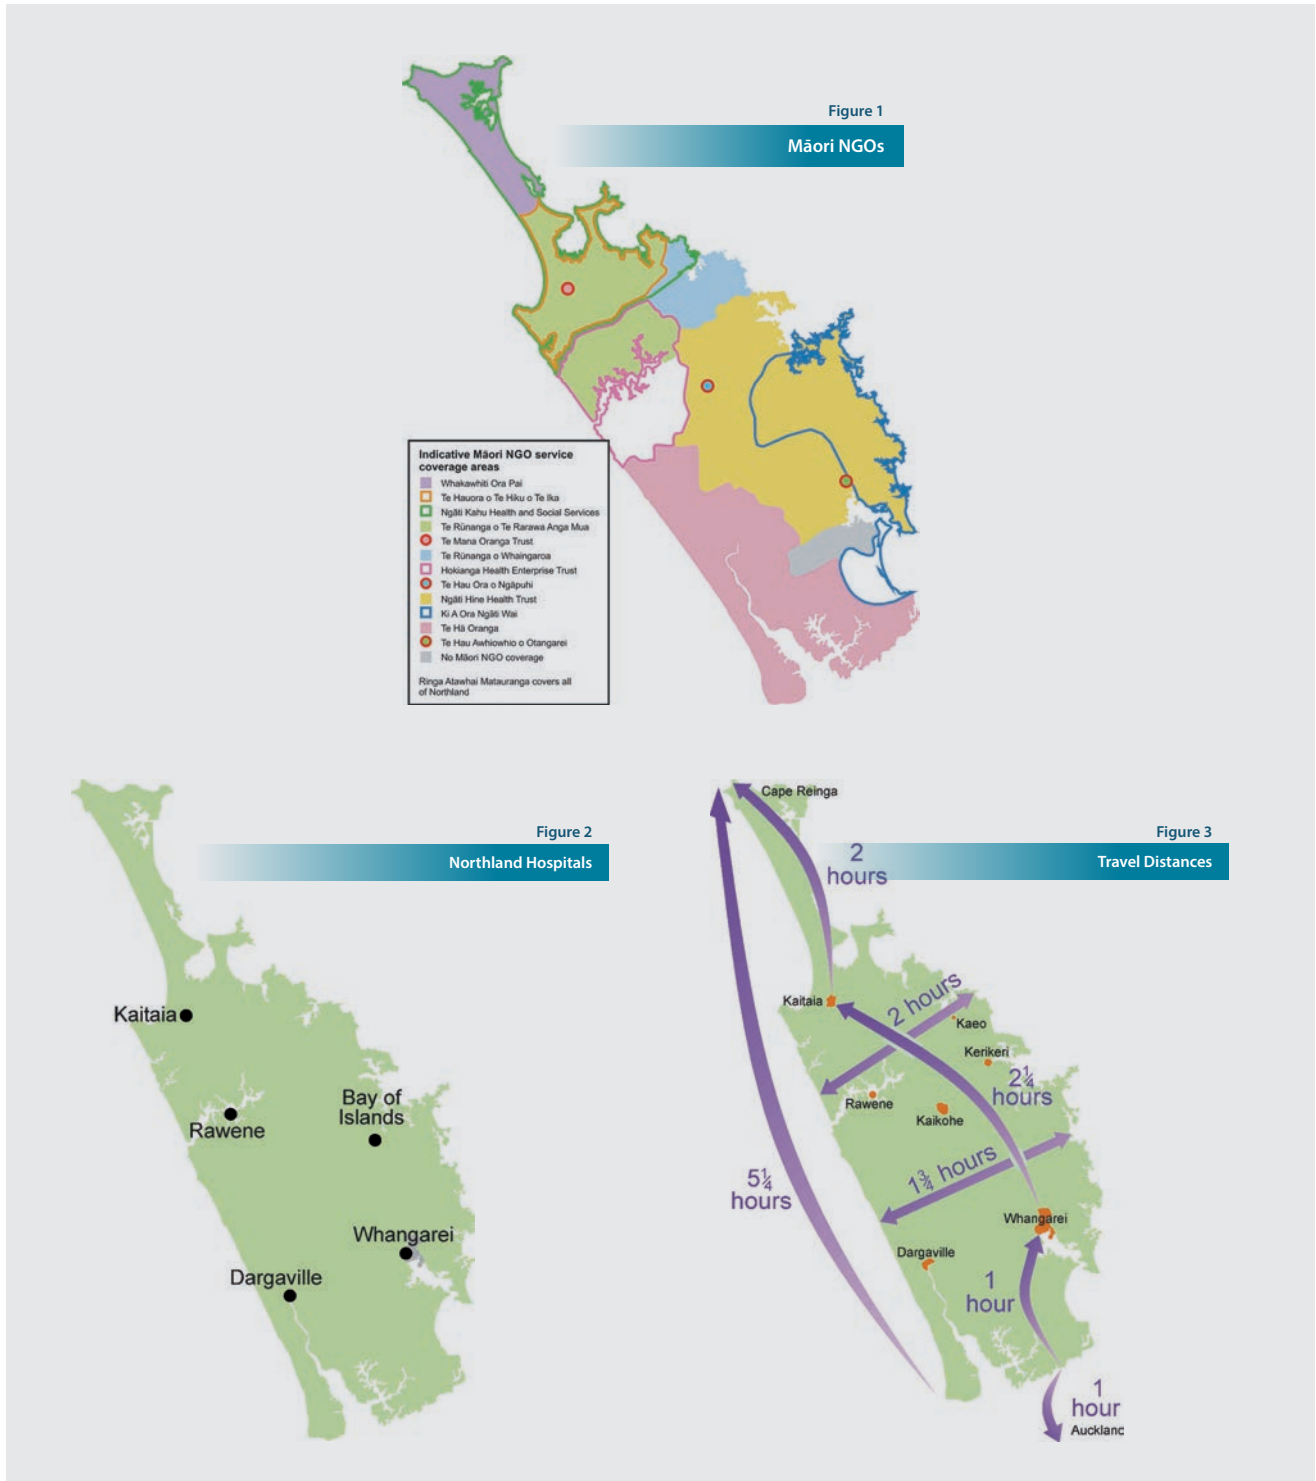 Figure 1
Māori NGOs
Indicative Māori NGO service
coverage areas
Whakawhiti Ora Pai
Te Hauora o Te Hiku o Te Ika
Ngāti Kahu Health and Social Services
Te Rūnanga o Te Rarawa Anga Mua
Te Mana Oranga Trust
Te Rūnanga o Whaingaroa
Hokianga Health Enterprise Trust
Te Hau Ora o Ngāpuhi
Ngāti Hine Health Trust
Ki A Ora Ngāti Wai
Te Hā Oranga
Te Hau Awhiowhio o Otangarei
No Māori NGO coverage
Ringa Atawhai Matauranga covers all
of Northland
Figure 2
Northland Hospitals
Kaitaia
Rawene
Bay of
Islands
Whangarei
Dargaville
Figure 3
Travel Distances
Cape Reinga
2
hours
Kaitaia
2 hours
Kaeo
Kerikeri
2¼
hours
Rawene
Kaikohe
1¾ hours
5¼
hours
Whangarei
Dargaville
1
hour
1
hour
Aucklanc